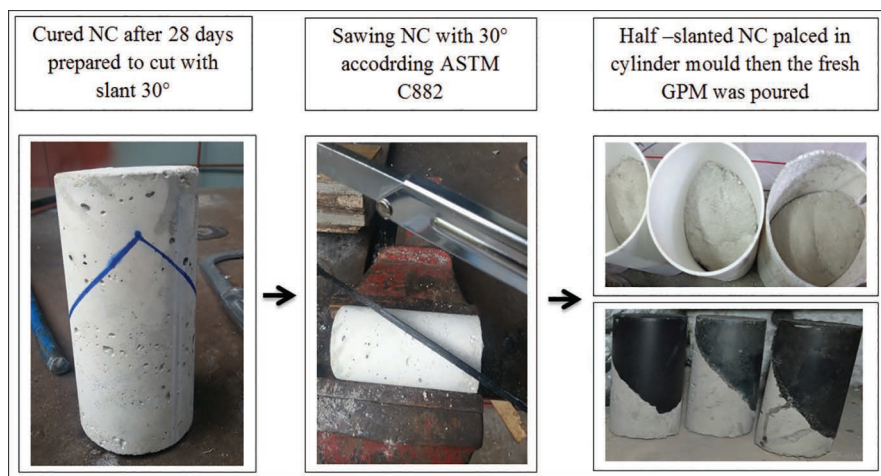 Cured NC after 28 days
prepared to cut with
slant 30°
Sawing NC with 30°
accodrding ASTM
C882
Half –slanted NC palced in
cylinder mould then the fresh
GPM was poured